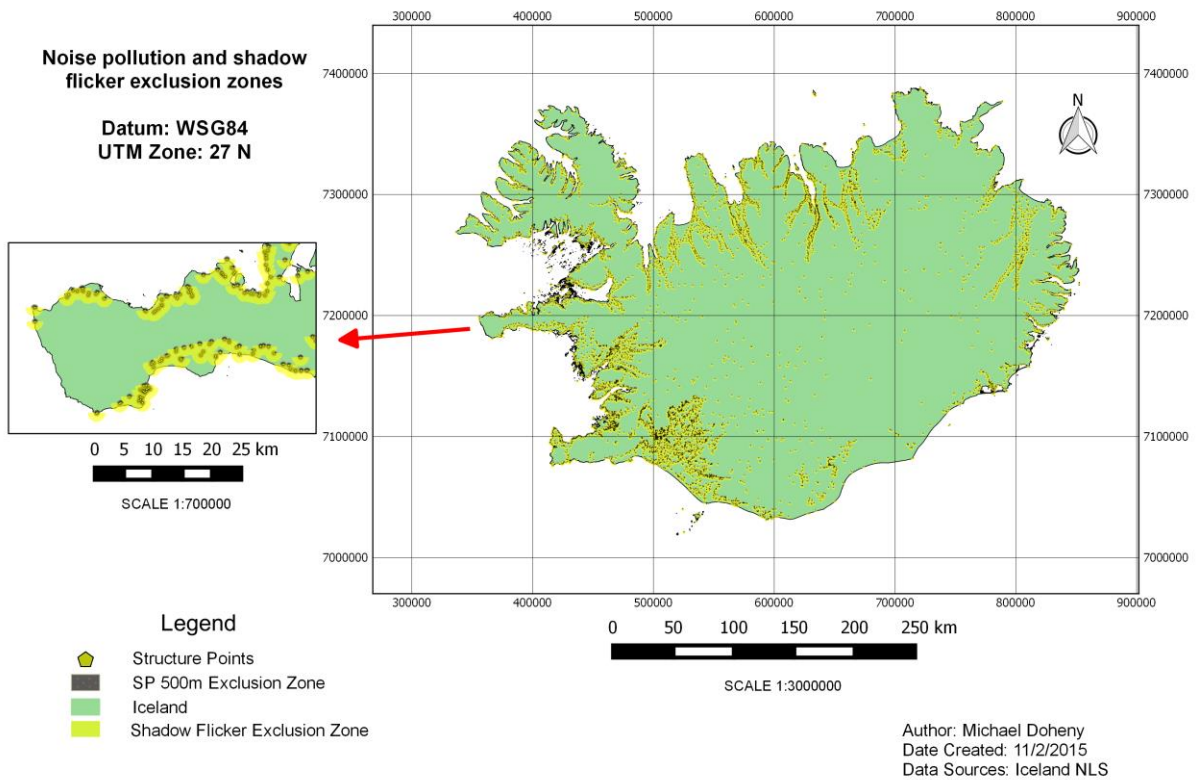 Noise pollution and shadow
flicker exclusion zones
Datum: WSG84
UTM Zone: 27 N
300000 400000 500000 600000 700000 800000 900000
7400000 7400000
N
7300000 7300000
7200000 7200000
7100000 7100000
7000000 7000000
300000 400000 500000 600000 700000 800000 900000
0 5 10 15 20 25 km
SCALE 1:700000
0 50 100 150 200 250 km
SCALE 1:3000000
Legend
Structure Points
SP 500m Exclusion Zone
Iceland
Shadow Flicker Exclusion Zone
Author: Michael Doheny
Date Created: 11/2/2015
Data Sources: Iceland NLS